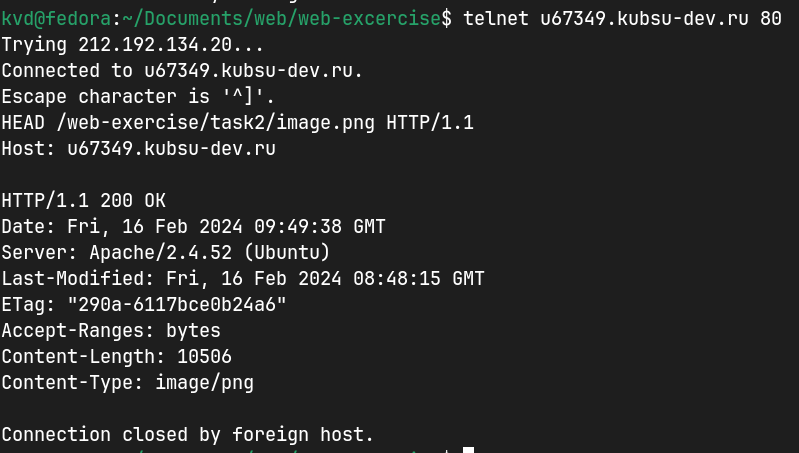 kvd@fedora:~/Documents/web/web-excercise$ telnet u67349.kubsu-dev.ru 80
Trying 212.192.134.20...
Connected to u67349.kubsu-dev.ru.
Escape character is '^]'.
HEAD /web-exercise/task2/image.png HTTP/1.1
Host: u67349.kubsu-dev.ru

HTTP/1.1 200 OK
Date: Fri, 16 Feb 2024 09:49:38 GMT
Server: Apache/2.4.52 (Ubuntu)
Last-Modified: Fri, 16 Feb 2024 08:48:15 GMT
ETag: "290a-6117bce0b24a6"
Accept-Ranges: bytes
Content-Length: 10506
Content-Type: image/png

Connection closed by foreign host.